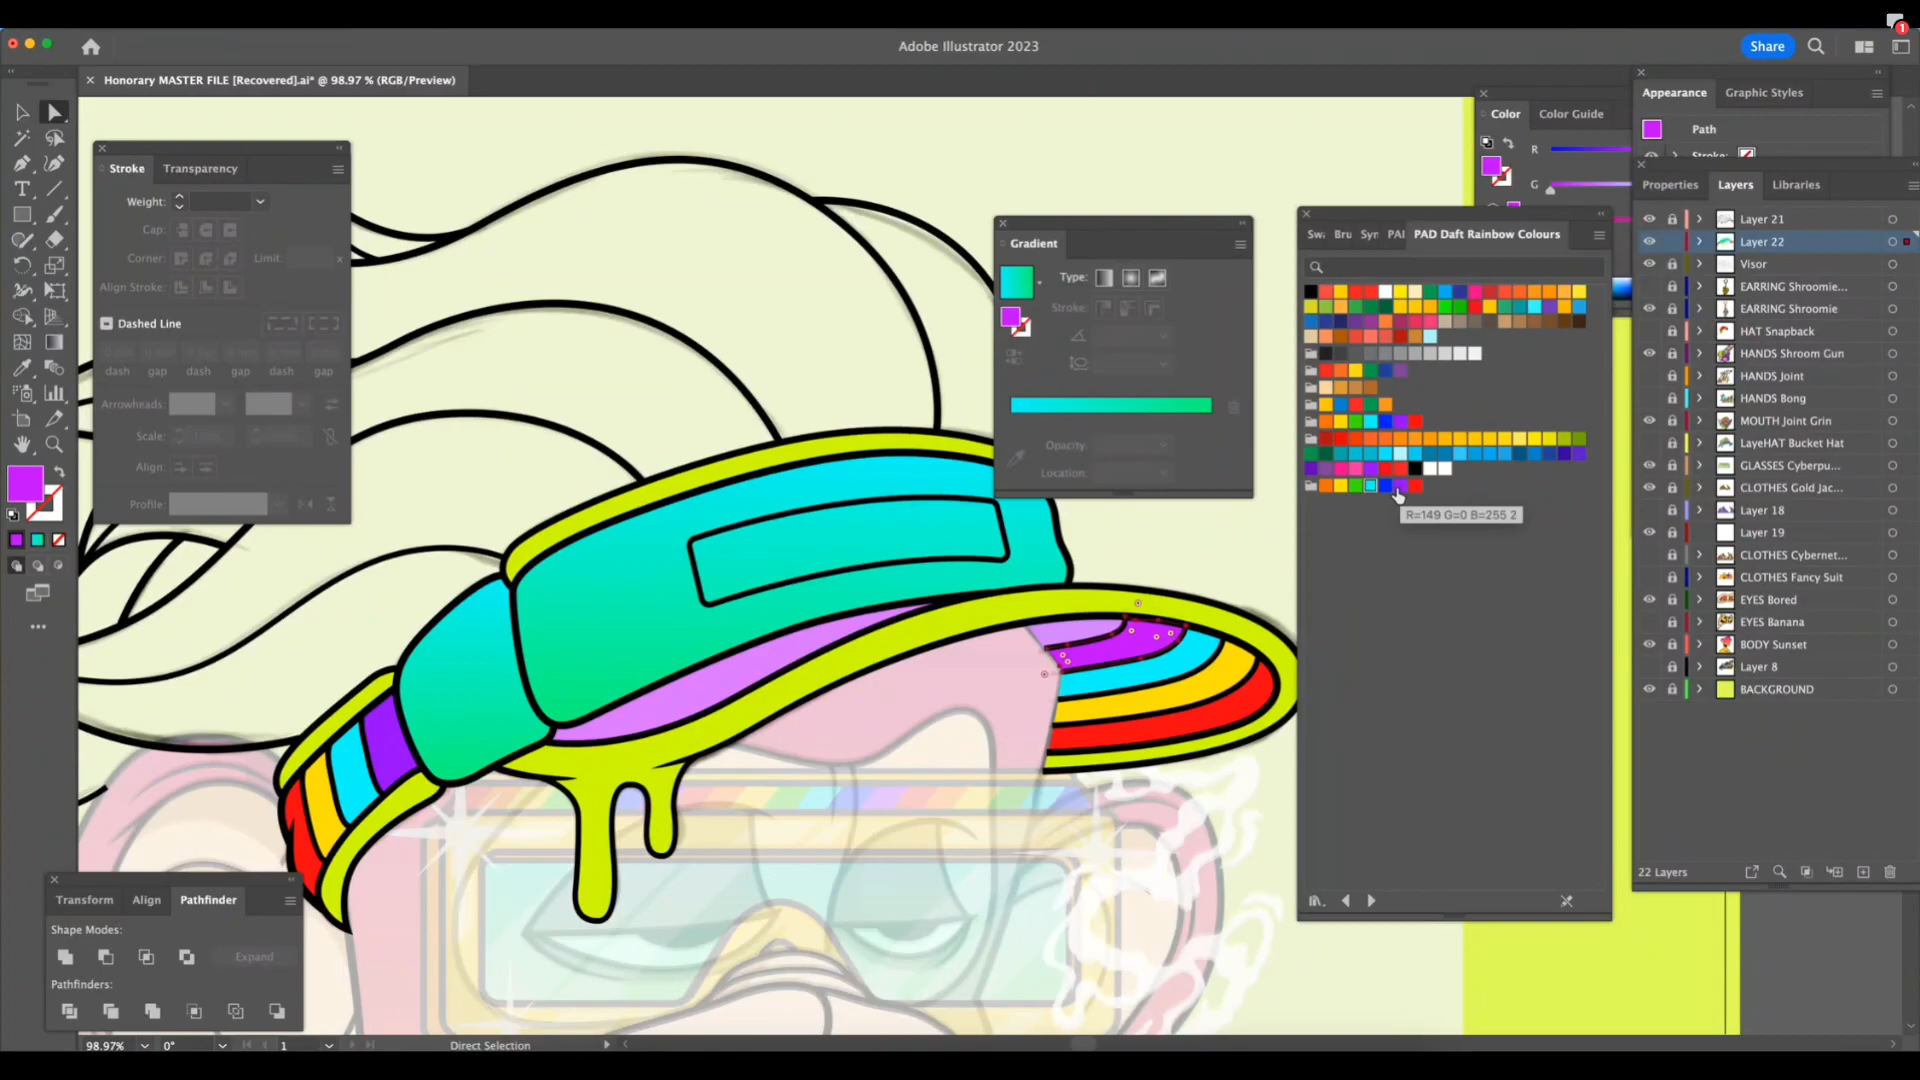 1
Adobe Illustrator 2023
Share
Honorary MASTER FILE [Recovered].ai* @ 98.97 % (RGB/Preview)
Stroke
Transparency
Weight:
Cap:
Corner:
Limit:
x
Align Stroke:
Dashed Line
dash
gap
dash
gap
dash
gap
Arrowheads:
Scale:
Align:
Profile:
Gradient
Type:
Stroke:
Opacity:
Location:
Sw
Bru
Syn
PAI
PAD Daft Rainbow Colours
R=149 G=0 B=255 2
Color
Color Guide
R
G
Appearance
Graphic Styles
Path
Stroke:
Properties
Layers
Libraries
Layer 21
Layer 22
Visor
EARRING Shroomie...
EARRING Shroomie
HAT Snapback
HANDS Shroom Gun
HANDS Joint
HANDS Bong
MOUTH Joint Grin
LayeHAT Bucket Hat
GLASSES Cyberpu...
CLOTHES Gold Jac...
Layer 18
Layer 19
CLOTHES Cybernet...
CLOTHES Fancy Suit
EYES Bored
EYES Banana
BODY Sunset
Layer 8
BACKGROUND
22 Layers
Transform
Align
Pathfinder
Shape Modes:
Expand
Pathfinders:
98.97%
0°
1
Direct Selection